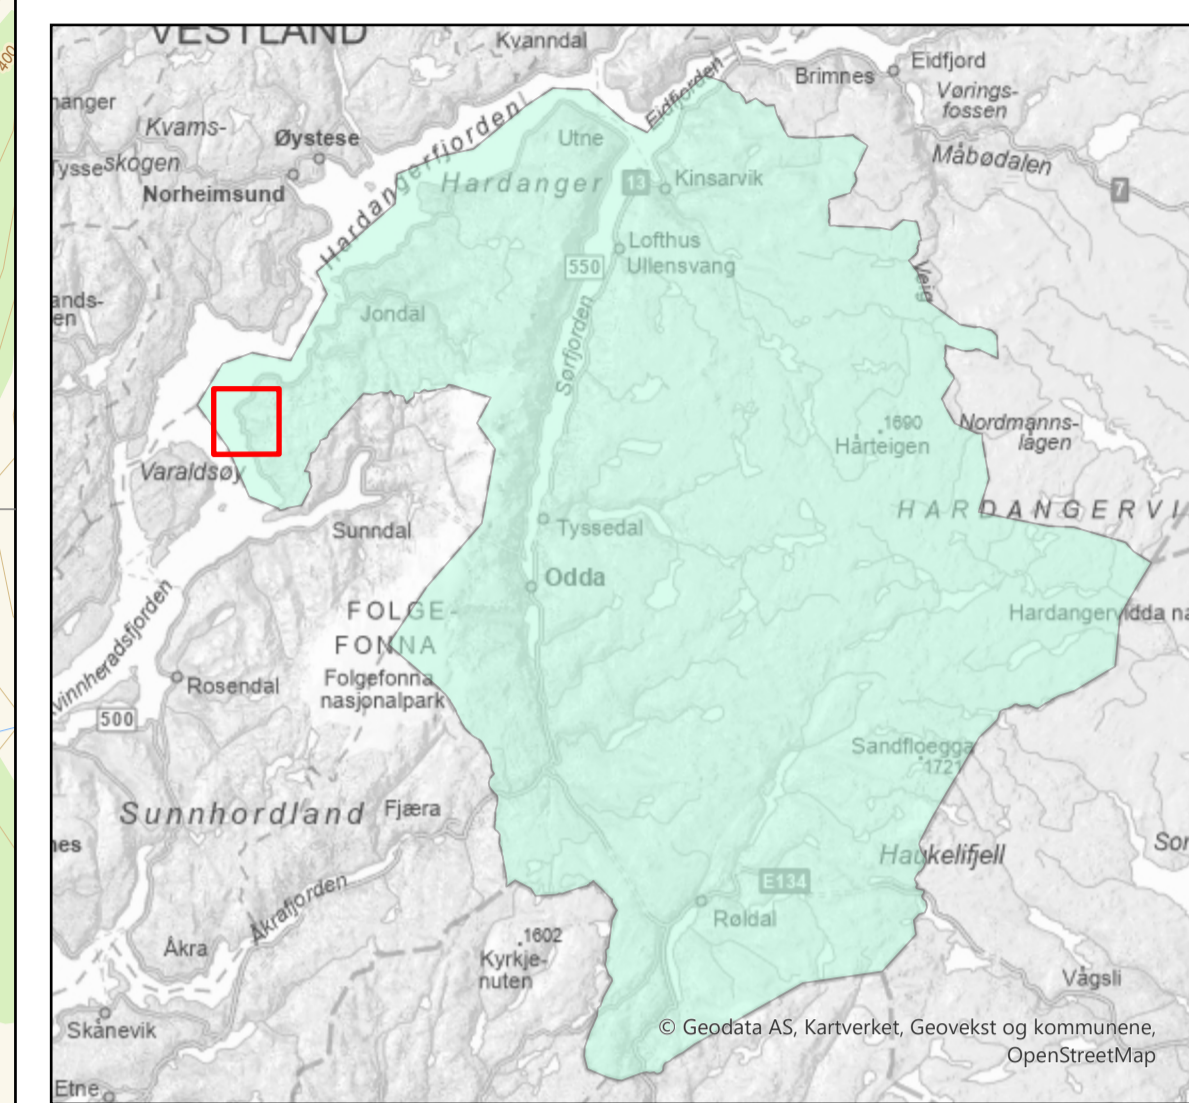 VESTLAND
400
Kvanndal
Eidfjord
Brimnes
Eidfjorden
Vørings-
fossen
Kvams-
skogen
Øystese
Hardangerfjorden
Utne
Måbødalen
7
Tysse
Norheimsund
Hardanger
13
Kinsarvik
Hardangerfjorden
Lofthus
Ullensvang
550
Veig
Jondal
Sørfjorden
1690
Hårteigen
Nordmanns-
lågen
Varaldsøy
HARDANGERVI
Sunndal
Tyssedal
Odda
FOLGE-
FONNA
Hardangervidda na
Folgefonna
nasjonalpark
Rosendal
500
Sandfloegga
1721
Sunnhordland
Fjæra
Haukelifjell
E134
Åkrafjorden
Røldal
Åkra
1602
Kyrkje-
nuten
Vågsli
Skånevik
© Geodata AS, Kartverket, Geovekst og kommunene,
OpenStreetMap
Etne